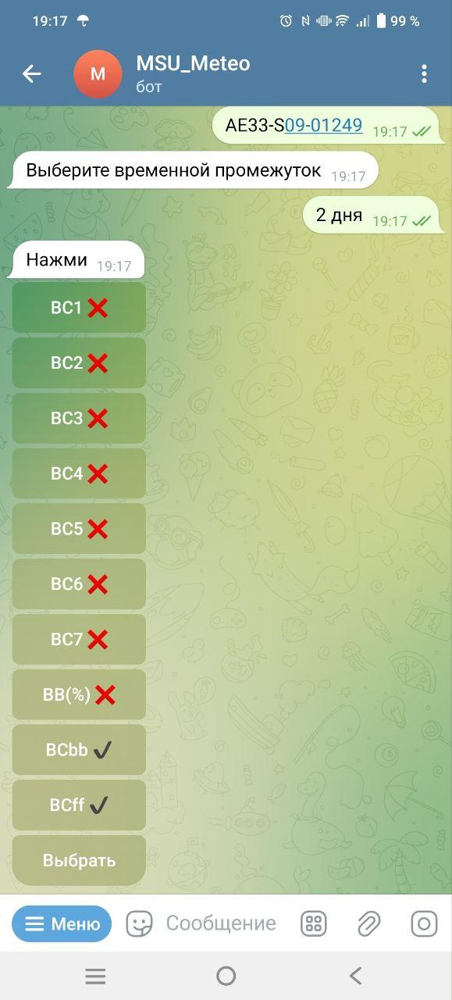 19:17
99 %
M
MSU_Meteo
бот
AE33-S09-01249 19:17
Выберите временной промежуток 19:17
2 дня 19:17
Нажми 19:17
BC1
BC2
BC3
BC4
BC5
BC6
BC7
BB(%)
BCbb
BCff
Выбрать
Меню
Сообщение